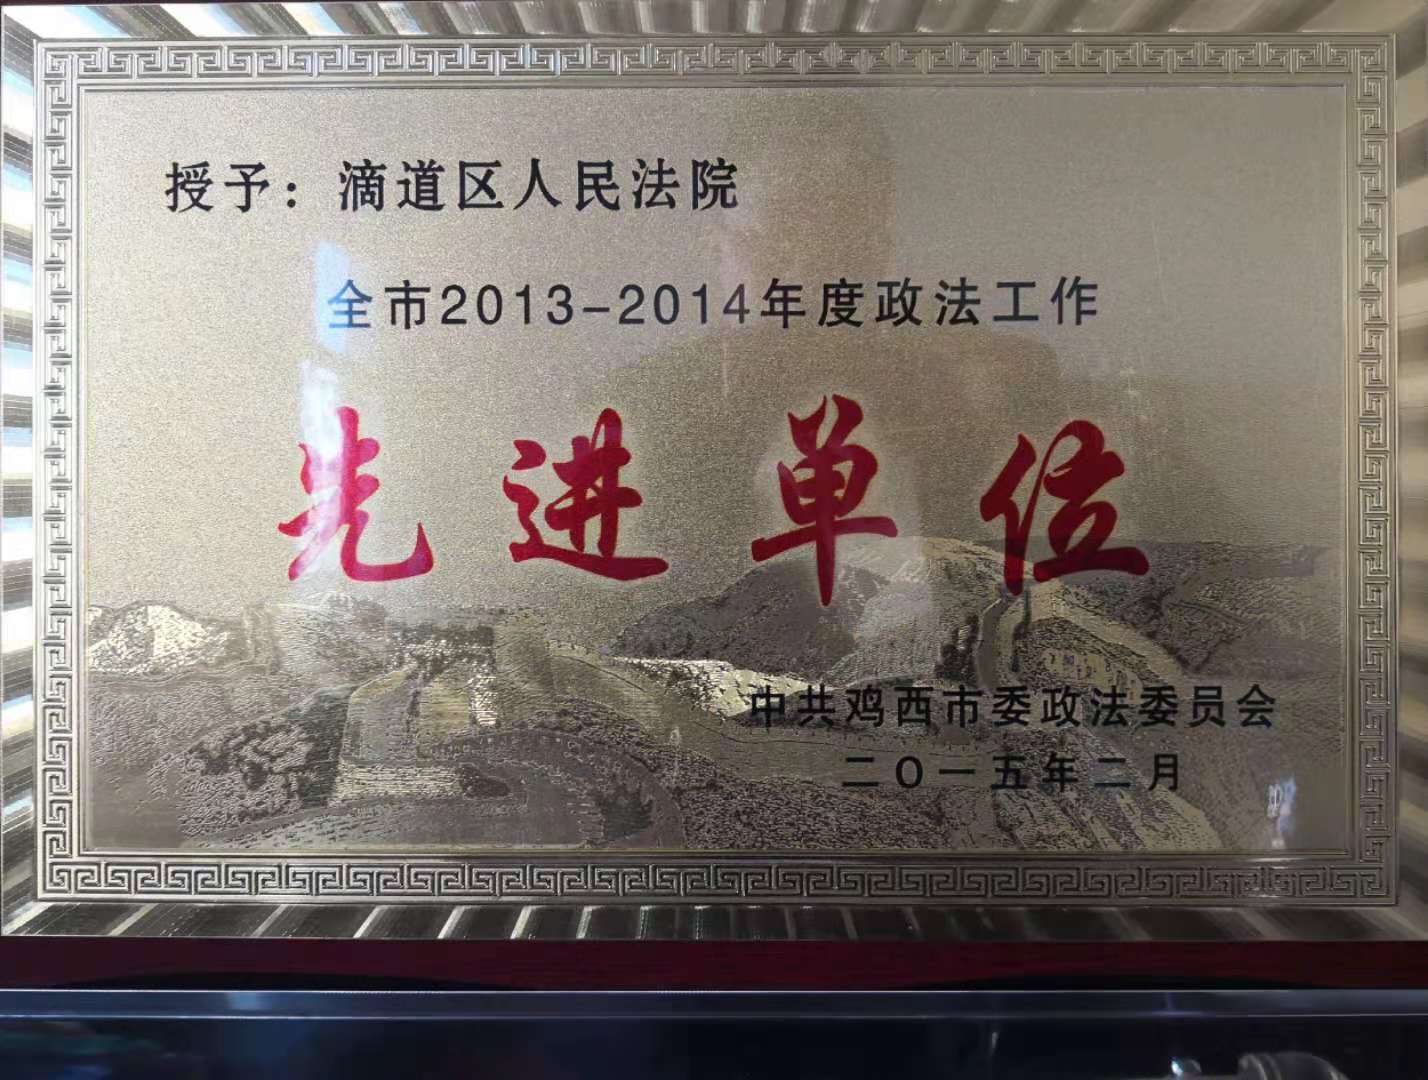 授予：滴道区人民法院
全市2013-2014年度政法工作
先进单位
中共鸡西市委政法委员会
二〇一五年二月